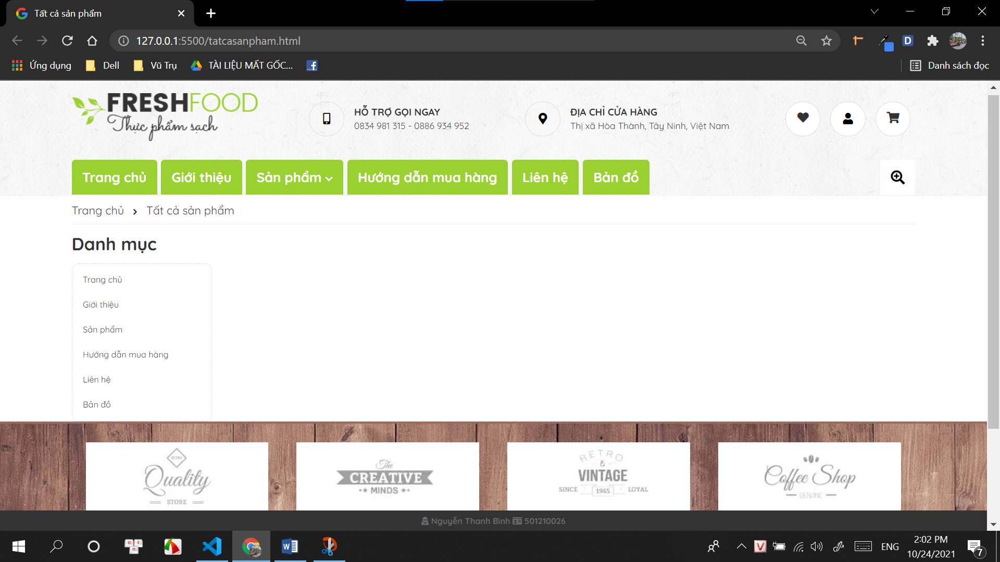 Tất cả sản phẩm
127.0.0.1:5500/tatcasanpham.html
D
Ứng dụng
Dell
Vũ Trụ
TÀI LIỆU MẤT GỐC...
Danh sách đọc
FRESHFOOD
Thực phẩm sạch
HỖ TRỢ GỌI NGAY
0834 981 315 - 0886 934 952
ĐỊA CHỈ CỬA HÀNG
Thị xã Hòa Thành, Tây Ninh, Việt Nam
Trang chủ
Giới thiệu
Sản phẩm
Hướng dẫn mua hàng
Liên hệ
Bản đồ
Trang chủ > Tất cả sản phẩm
Danh mục
Trang chủ
Giới thiệu
Sản phẩm
Hướng dẫn mua hàng
Liên hệ
Bản đồ
RETRO
Quality
STORE
The
CREATIVE
MINDS
RETRO
&
VINTAGE
SINCE 1965 LOYAL
Coffee Shop
GENUINE
Nguyễn Thanh Bình 501210026
u i n
W
V
ENG
2:02 PM
10/24/2021
7